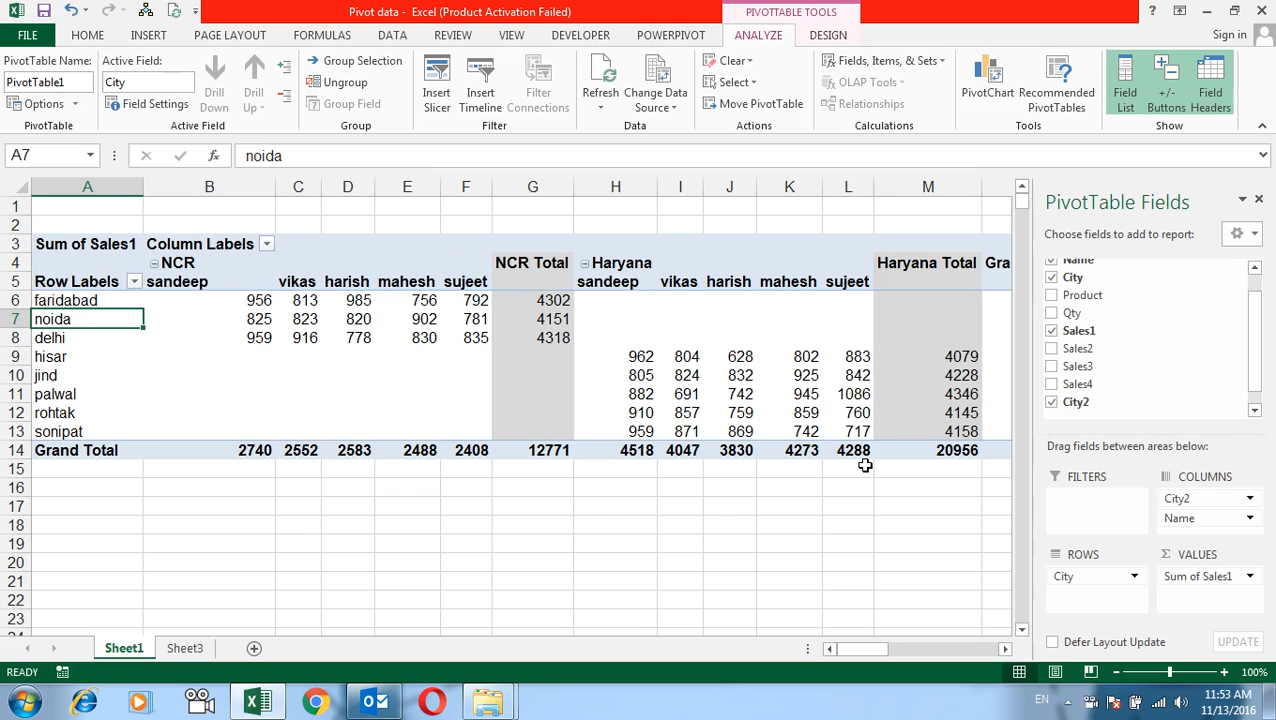 Pivot data - Excel (Product Activation Failed)
PIVOTTABLE TOOLS
FILE HOME INSERT PAGE LAYOUT FORMULAS DATA REVIEW VIEW DEVELOPER POWERPIVOT ANALYZE DESIGN Sign in
PivotTable Name: Active Field: Group Selection Clear Fields, Items, & Sets
PivotTable1 City Ungroup Select OLAP Tools
Options Field Settings Group Field Move PivotTable Relationships
Drill Down Drill Up Insert Slicer Insert Timeline Filter Connections Refresh Change Data Source PivotChart Recommended PivotTables Field List +/- Buttons Field Headers
PivotTable Active Field Group Filter Data Actions Calculations Tools Show
A7 fx noida
A B C D E F G H I J K L M
1
2
3 Sum of Sales1 Column Labels
4 NCR NCR Total Haryana Haryana Total Gra
5 Row Labels sandeep vikas harish mahesh sujeet sandeep vikas harish mahesh sujeet
6 faridabad 956 813 985 756 792 4302
7 noida 825 823 820 902 781 4151
8 delhi 959 916 778 830 835 4318
9 hisar 962 804 628 802 883 4079
10 jind 805 824 832 925 842 4228
11 palwal 882 691 742 945 1086 4346
12 rohtak 910 857 759 859 760 4145
13 sonipat 959 871 869 742 717 4158
14 Grand Total 2740 2552 2583 2488 2408 12771 4518 4047 3830 4273 4288 20956
15
16
17
18
19
20
21
22
23
24
PivotTable Fields
Choose fields to add to report:
Name
City
Product
Qty
Sales1
Sales2
Sales3
Sales4
City2
Drag fields between areas below:
FILTERS COLUMNS
City2
Name
ROWS VALUES
City Sum of Sales1
Defer Layout Update UPDATE
Sheet1 Sheet3
READY 100%
EN 11:53 AM
11/13/2016